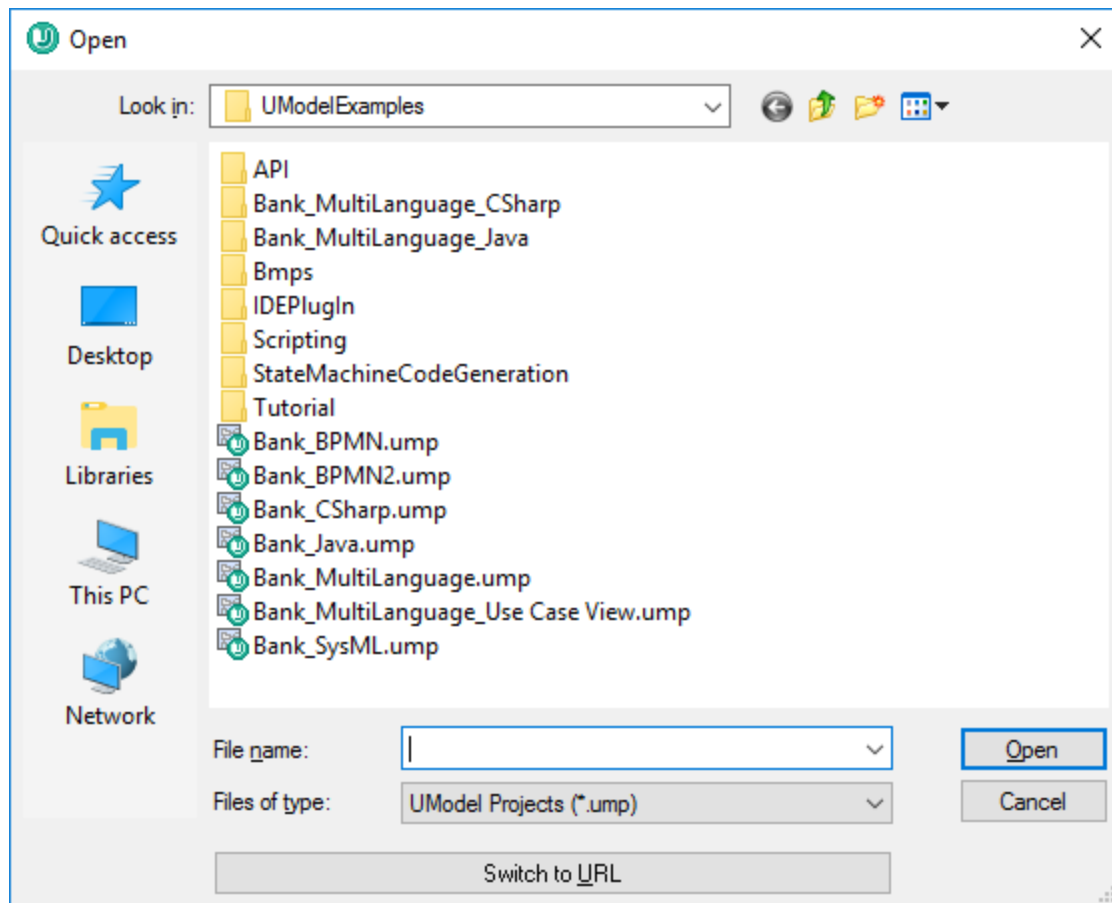 Open
Look in: UModelExamples
Quick access
Desktop
Libraries
This PC
Network
API
Bank_MultiLanguage_CSharp
Bank_MultiLanguage_Java
Bmps
IDEPlugIn
Scripting
StateMachineCodeGeneration
Tutorial
Bank_BPMN.ump
Bank_BPMN2.ump
Bank_CSharp.ump
Bank_Java.ump
Bank_MultiLanguage.ump
Bank_MultiLanguage_Use Case View.ump
Bank_SysML.ump
File name: Open
Files of type: UModel Projects (*.ump) Cancel
Switch to URL